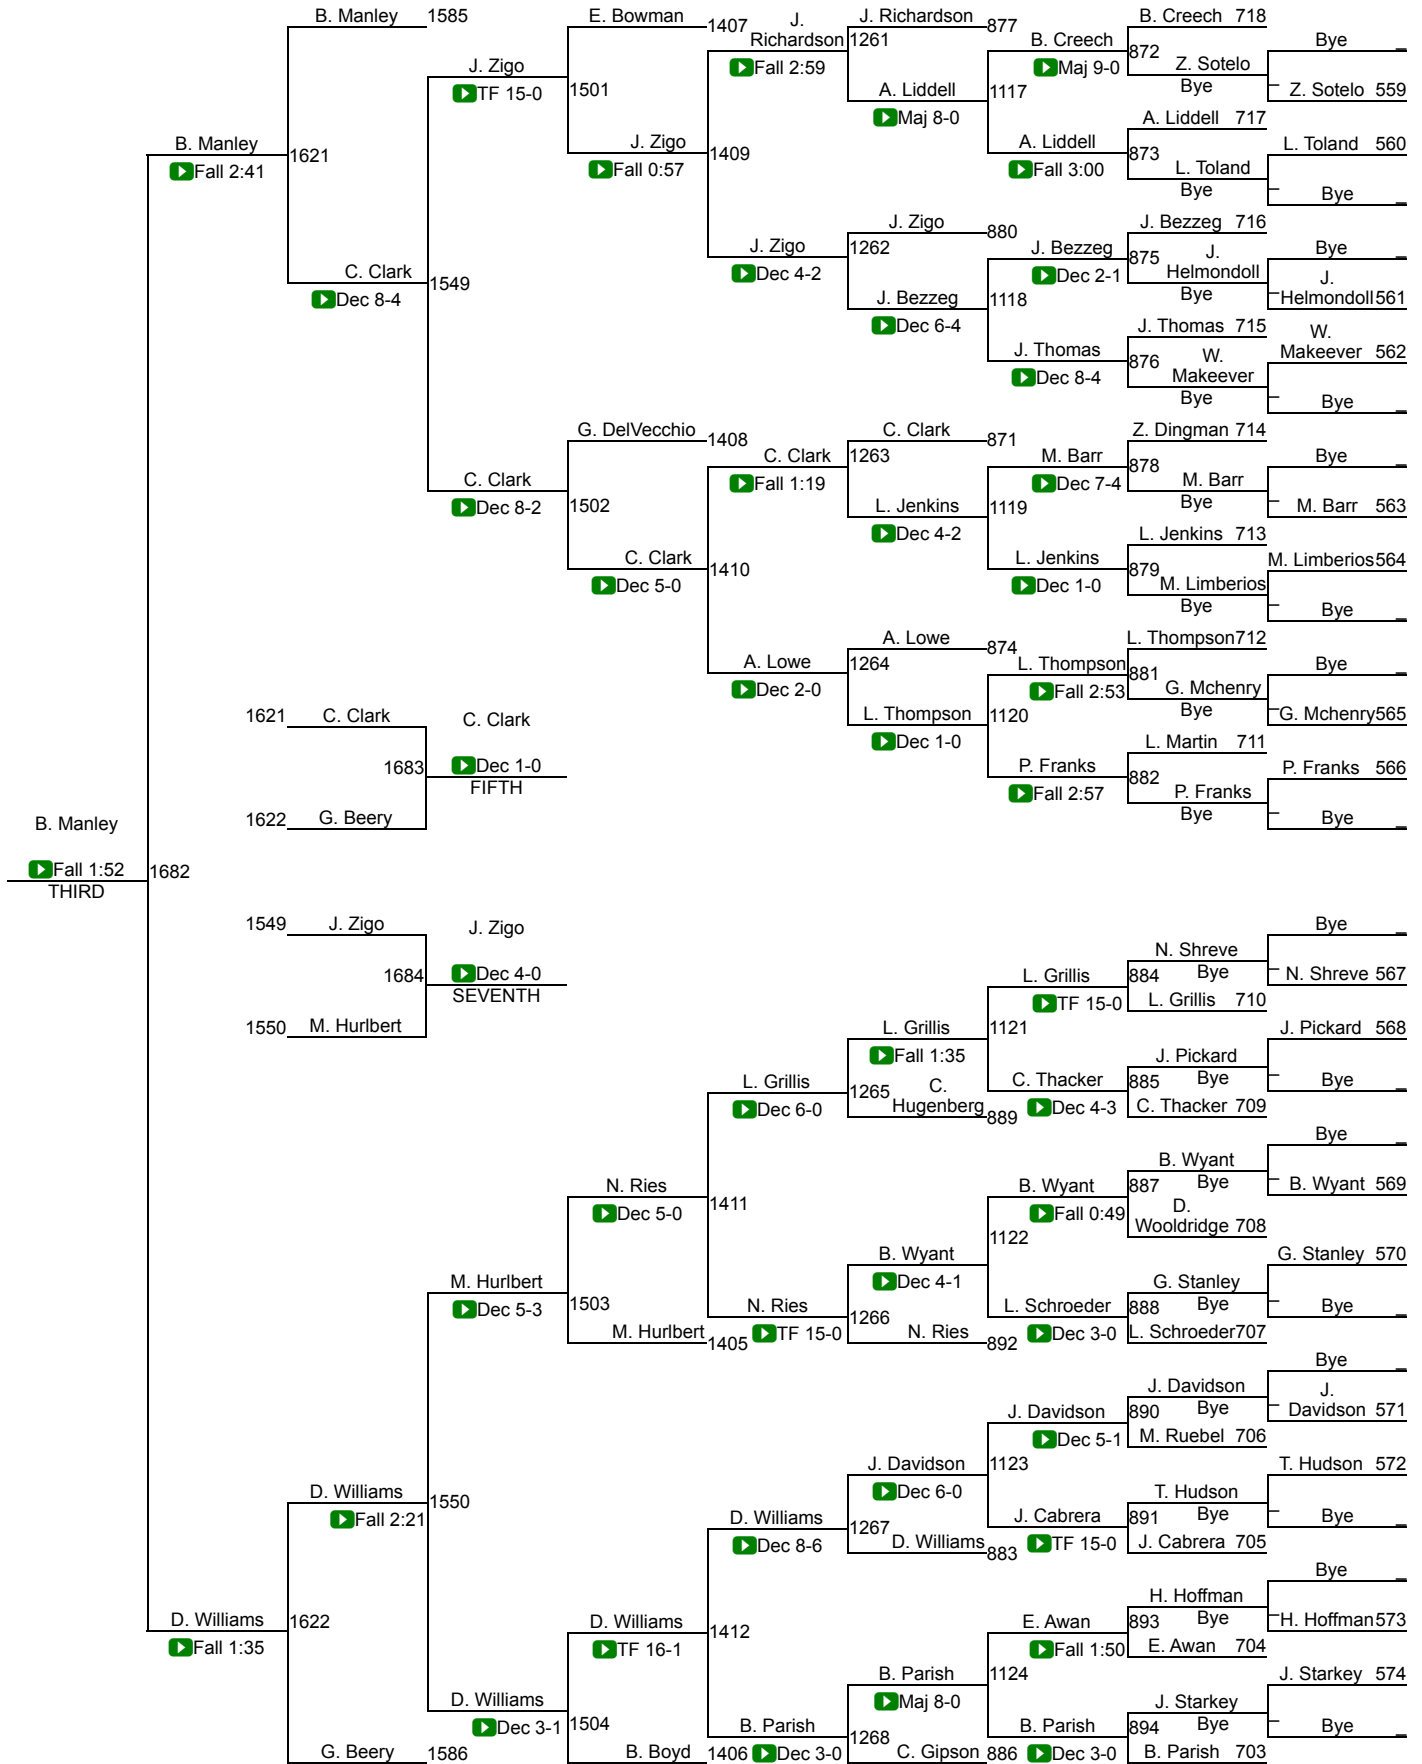 B. Manley 1585
E. Bowman 1407
J. Richardson 1261
J. Richardson 877
B. Creech 718
Bye _
J. Zigo
TF 15-0
1501
Fall 2:59
B. Creech
Maj 9-0
872
Z. Sotelo
Bye
Z. Sotelo 559
A. Liddell
Maj 8-0
1117
A. Liddell 717
B. Manley
Fall 2:41
1621
J. Zigo
Fall 0:57
1409
A. Liddell
Fall 3:00
873
L. Toland
Bye
L. Toland 560
Bye _
J. Zigo
Dec 4-2
1262
J. Zigo 880
J. Bezzeg
Dec 2-1
875
J. Bezzeg 716
J. Helmondoll
Bye
Bye _
J. Helmondoll 561
C. Clark
Dec 8-4
1549
J. Bezzeg
Dec 6-4
1118
J. Thomas
Dec 8-4
876
J. Thomas 715
W. Makeever
Bye
W. Makeever 562
Bye _
G. DelVecchio 1408
C. Clark
Fall 1:19
1263
C. Clark 871
M. Barr
Dec 7-4
878
Z. Dingman 714
M. Barr
Bye
Bye _
M. Barr 563
C. Clark
Dec 8-2
1502
L. Jenkins
Dec 4-2
1119
L. Jenkins
Dec 1-0
879
L. Jenkins 713
M. Limberios
Bye
M. Limberios 564
Bye _
C. Clark
Dec 5-0
1410
A. Lowe
Dec 2-0
1264
A. Lowe 874
L. Thompson
Fall 2:53
881
L. Thompson 712
G. Mchenry
Bye
Bye _
G. Mchenry 565
L. Thompson
Dec 1-0
1120
P. Franks
Fall 2:57
882
L. Martin 711
P. Franks
Bye
P. Franks 566
Bye _
1621 C. Clark
C. Clark
1683
Dec 1-0
FIFTH
1622 G. Beery
B. Manley
Fall 1:52
THIRD
1682
1549 J. Zigo
J. Zigo
1684
Dec 4-0
SEVENTH
1550 M. Hurlbert
L. Grillis
TF 15-0
884
N. Shreve
Bye
L. Grillis 710
Bye _
N. Shreve 567
L. Grillis
Fall 1:35
1121
C. Hugenberg 889
C. Thacker
Dec 4-3
885
J. Pickard
Bye
C. Thacker 709
J. Pickard 568
Bye _
L. Grillis
Dec 6-0
1265
N. Ries
Dec 5-0
1411
B. Wyant
Fall 0:49
887
B. Wyant
Bye
D. Wooldridge 708
Bye _
B. Wyant 569
B. Wyant
Dec 4-1
1122
L. Schroeder
Dec 3-0
888
G. Stanley
Bye
L. Schroeder 707
G. Stanley 570
Bye _
M. Hurlbert
Dec 5-3
1503
N. Ries
TF 15-0
1266
N. Ries 892
M. Hurlbert 1405
J. Davidson
Dec 5-1
890
J. Davidson
Bye
M. Ruebel 706
Bye _
J. Davidson 571
J. Davidson
Dec 6-0
1123
D. Williams 883
J. Cabrera
TF 15-0
891
T. Hudson
Bye
J. Cabrera 705
T. Hudson 572
Bye _
D. Williams
Fall 2:21
1550
D. Williams
Dec 8-6
1267
D. Williams
Fall 1:35
1622
D. Williams
TF 16-1
1412
E. Awan
Fall 1:50
893
H. Hoffman
Bye
E. Awan 704
Bye _
H. Hoffman 573
B. Parish
Maj 8-0
1124
D. Williams
Dec 3-1
1504
B. Parish
Dec 3-0
1268
B. Parish
Dec 3-0
894
J. Starkey
Bye
B. Parish 703
J. Starkey 574
Bye _
G. Beery 1586
B. Boyd 1406
C. Gipson 886